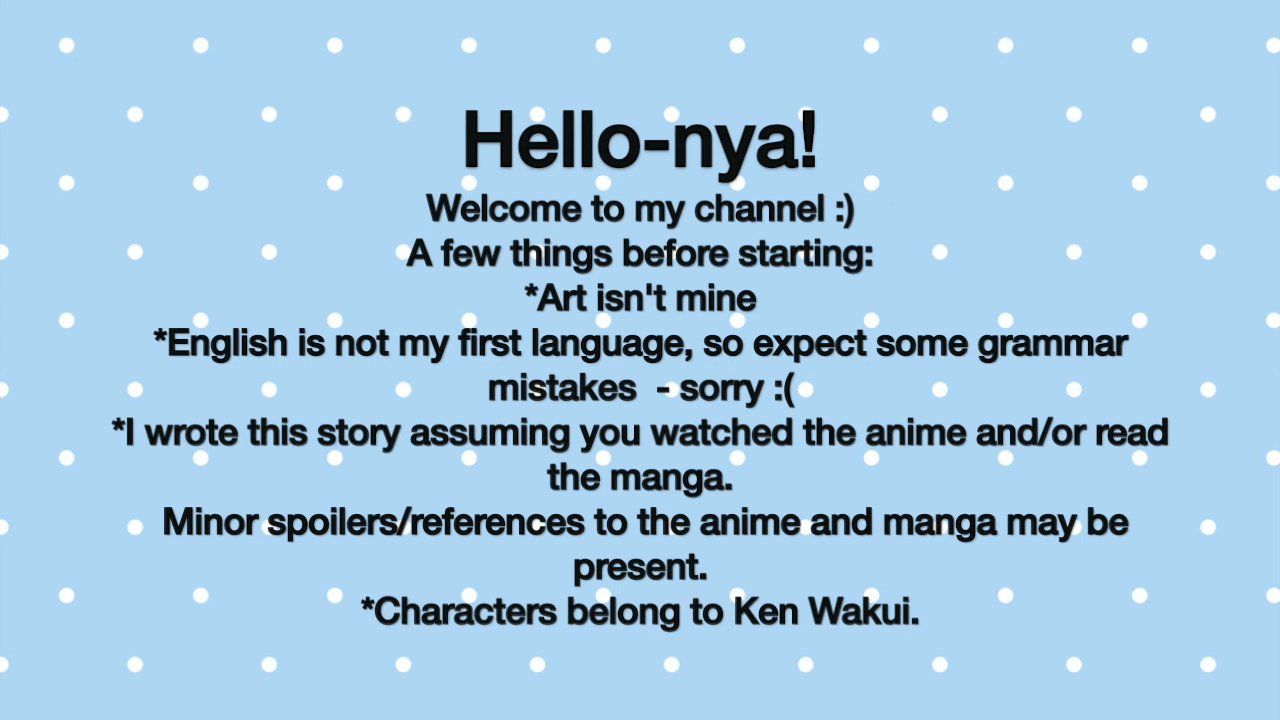 Hello-nya!
Welcome to my channel :)
A few things before starting:
*Art isn't mine
*English is not my first language, so expect some grammar
mistakes  - sorry :(
*I wrote this story assuming you watched the anime and/or read
the manga.
Minor spoilers/references to the anime and manga may be
present.
*Characters belong to Ken Wakui.